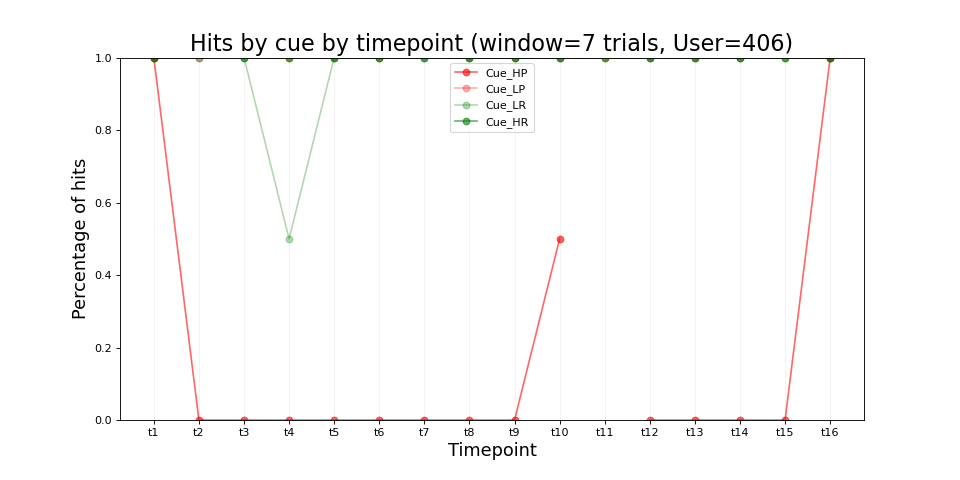 Hits by cue by timepoint (window=7 trials, User=406)
Percentage of hits
1.0
0.8
0.6
0.4
0.2
0.0
Cue_HP
Cue_LP
Cue_LR
Cue_HR
t1 t2 t3 t4 t5 t6 t7 t8 t9 t10 t11 t12 t13 t14 t15 t16
Timepoint